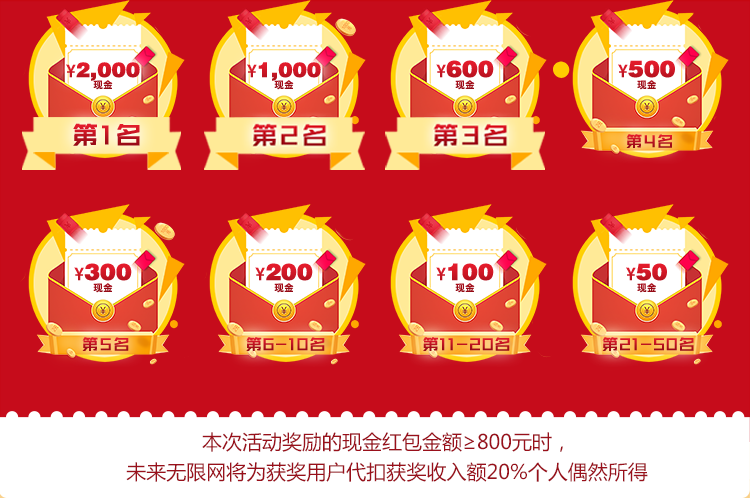 ¥2,000
现金
第1名
¥1,000
现金
第2名
¥600
现金
第3名
¥500
现金
第4名
¥300
现金
第5名
¥200
现金
第6-10名
¥100
现金
第11-20名
¥50
现金
第21-50名
本次活动奖励的现金红包金额≥800元时，
未来无限网将为获奖用户代扣获奖收入额20%个人偶然所得